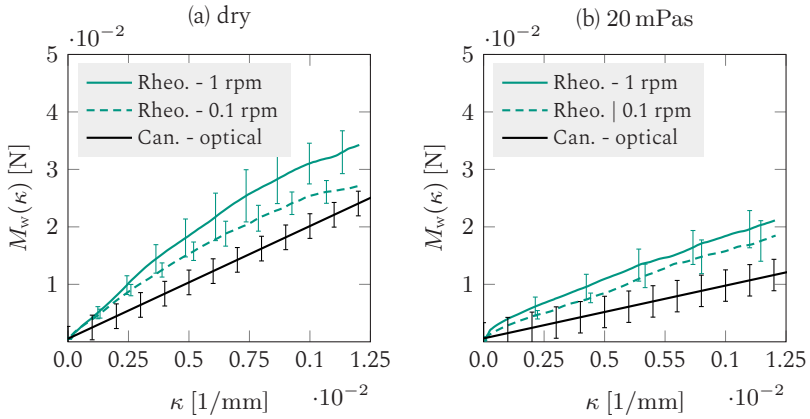 (a) dry
·10⁻²
5
4
3
2
1
M_w(κ) [N]
Rheo. - 1 rpm
Rheo. - 0.1 rpm
Can. - optical
0.0 0.25 0.5 0.75 0.1 1.25
κ [1/mm]
·10⁻²
(b) 20 mPas
·10⁻²
5
4
3
2
1
M_w(κ) [N]
Rheo. - 1 rpm
Rheo. | 0.1 rpm
Can. - optical
0.0 0.25 0.5 0.55 0.1 1.25
κ [1/mm]
·10⁻²